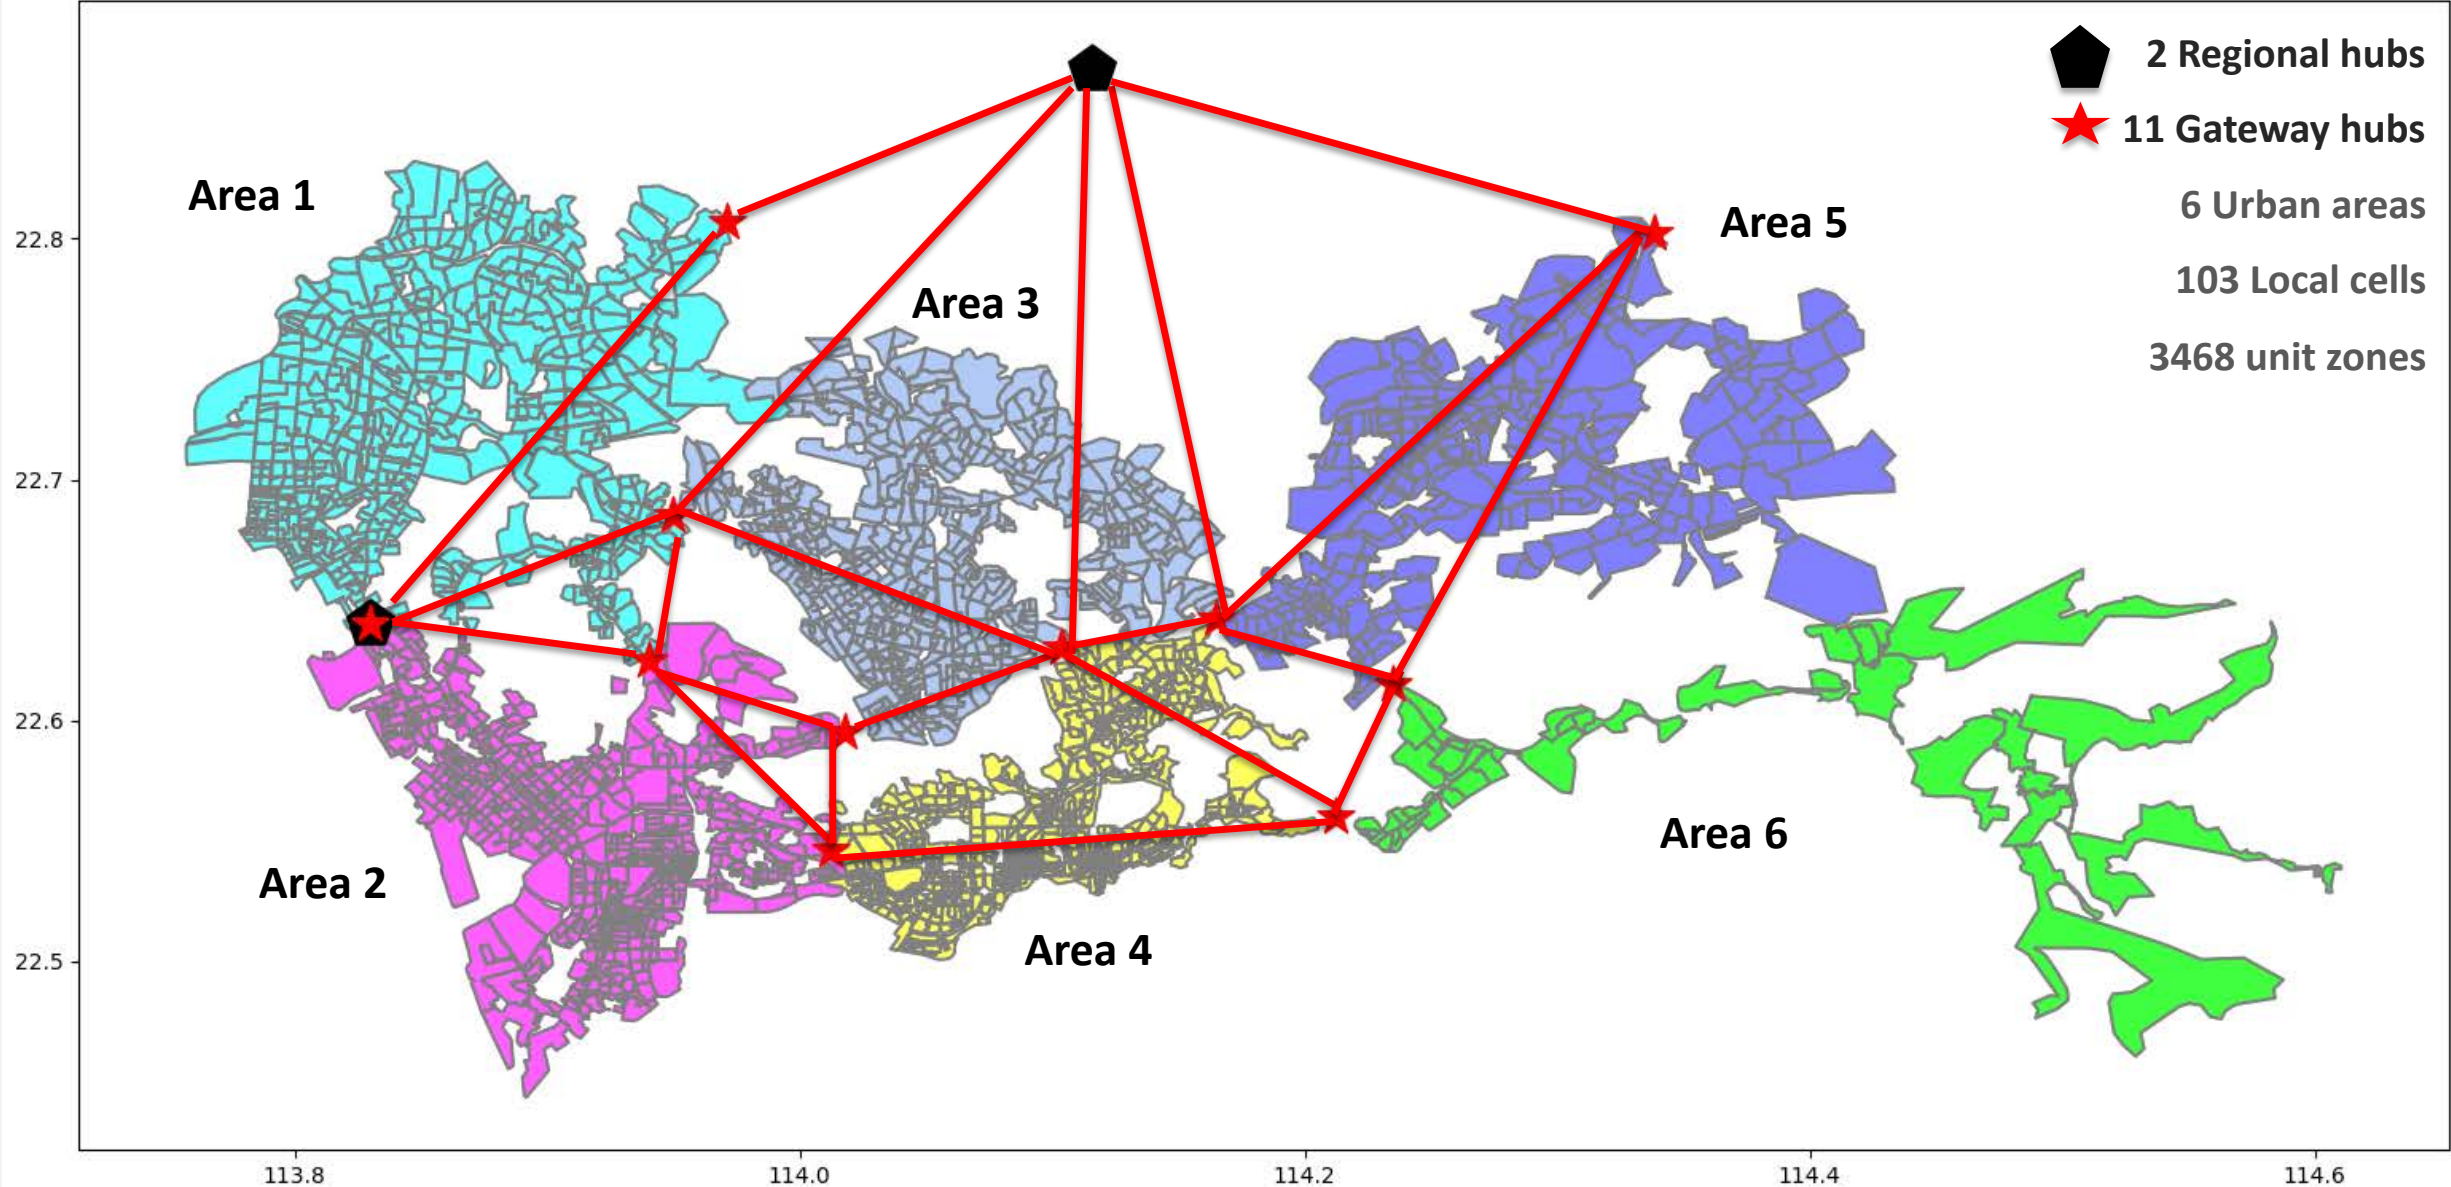 2 Regional hubs
11 Gateway hubs
6 Urban areas
103 Local cells
3468 unit zones
Area 1
Area 5
Area 3
Area 6
Area 2
Area 4
22.8
22.7
22.6
22.5
113.8
114.0
114.2
114.4
114.6